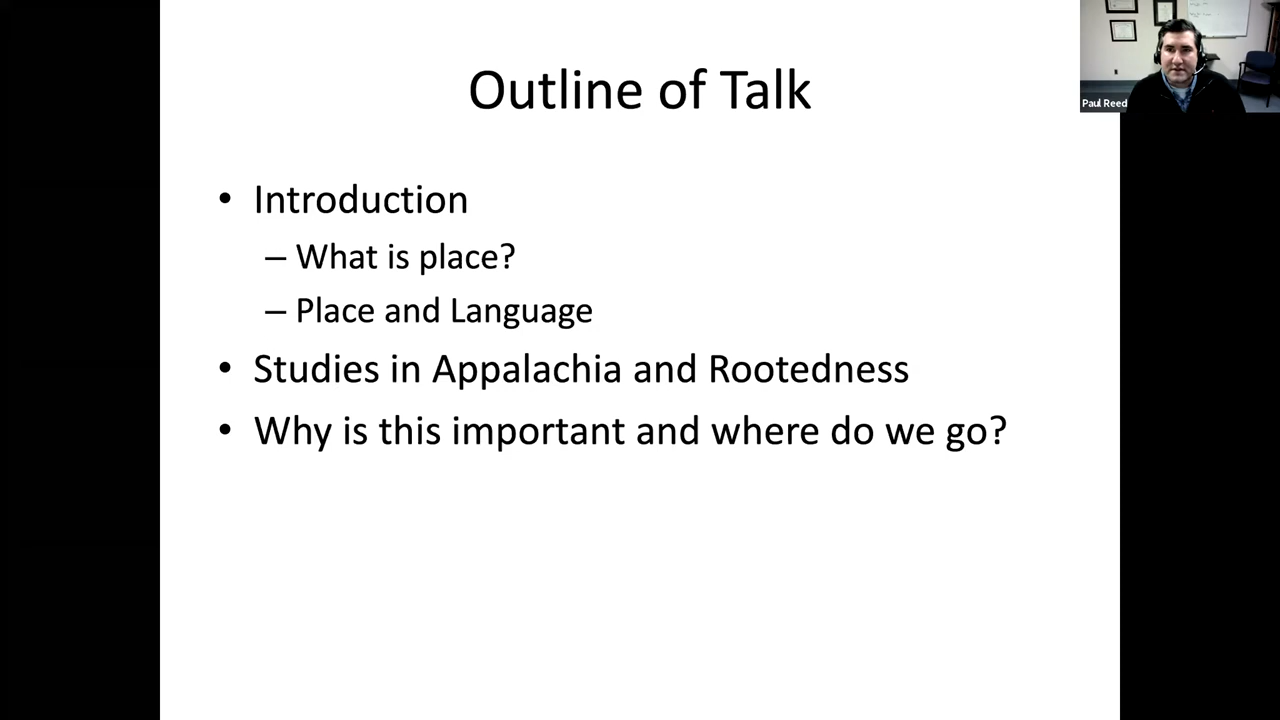 Outline of Talk
Paul Reed
• Introduction
– What is place?
– Place and Language
• Studies in Appalachia and Rootedness
• Why is this important and where do we go?